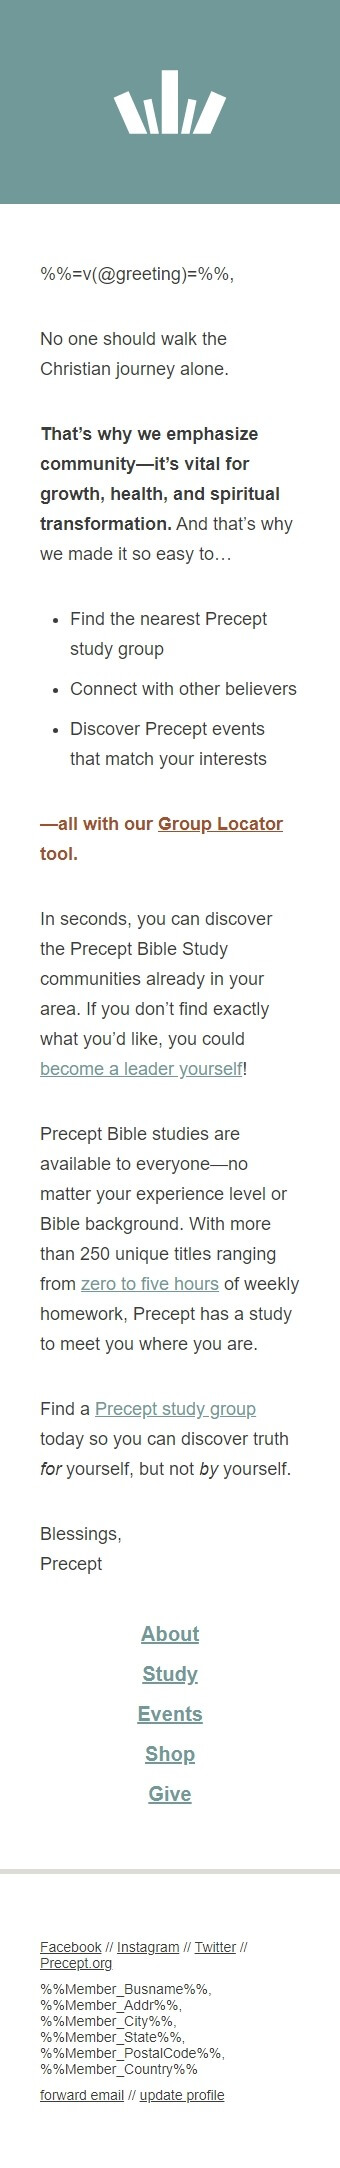 %%=v(@greeting)=%%,
No one should walk the
Christian journey alone.
That’s why we emphasize
community—it’s vital for
growth, health, and spiritual
transformation. And that’s why
we made it so easy to…
• Find the nearest Precept
study group
• Connect with other believers
• Discover Precept events
that match your interests
—all with our Group Locator
tool.
In seconds, you can discover
the Precept Bible Study
communities already in your
area. If you don’t find exactly
what you’d like, you could
become a leader yourself!
Precept Bible studies are
available to everyone—no
matter your experience level or
Bible background. With more
than 250 unique titles ranging
from zero to five hours of weekly
homework, Precept has a study
to meet you where you are.
Find a Precept study group
today so you can discover truth
for yourself, but not by yourself.
Blessings,
Precept
About
Study
Events
Shop
Give
Facebook // Instagram // Twitter //
Precept.org
%%Member_Busname%%,
%%Member_Addr%%,
%%Member_City%%,
%%Member_State%%,
%%Member_PostalCode%%,
%%Member_Country%%
forward email // update profile